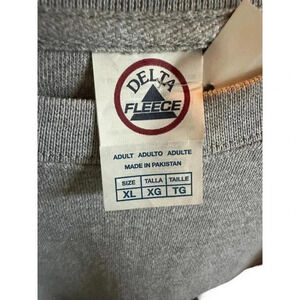 DELTA
FLEECE
ADULT ADULTO ADULTE
MADE IN PAKISTAN
SIZE TALLA TAILLE
XL XG TG